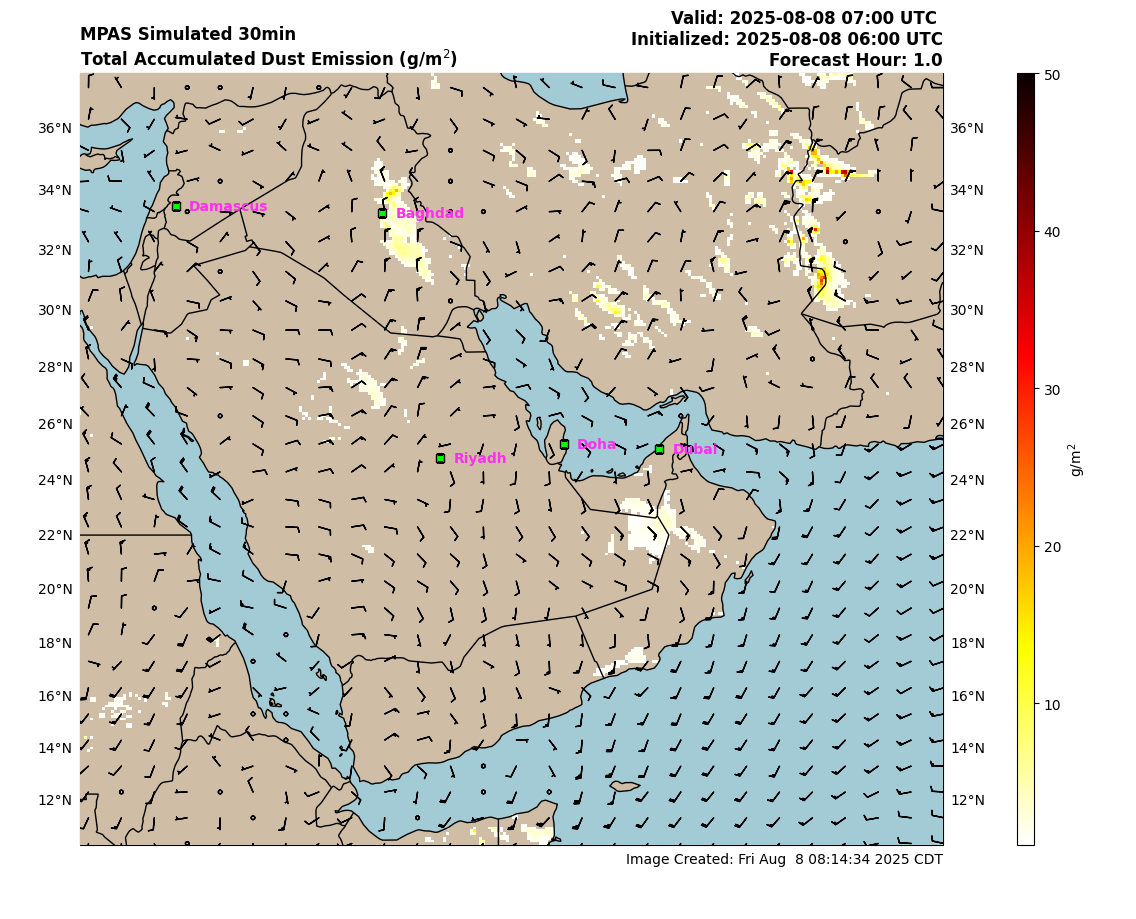 MPAS Simulated 30min
Total Accumulated Dust Emission (g/m²)
Valid: 2025-08-08 07:00 UTC
Initialized: 2025-08-08 06:00 UTC
Forecast Hour: 1.0
36°N
34°N
32°N
30°N
28°N
26°N
24°N
22°N
20°N
18°N
16°N
14°N
12°N
Damascus
Baghdad
Doha
Dubai
Riyadh
36°N
34°N
32°N
30°N
28°N
26°N
24°N
22°N
20°N
18°N
16°N
14°N
12°N
50
40
30
20
10
g/m²
Image Created: Fri Aug  8 08:14:34 2025 CDT